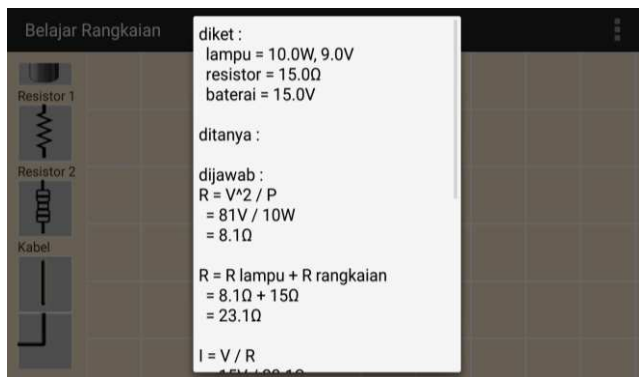 Belajar Rangkaian
Resistor 1
Resistor 2
Kabel
diket :
lampu = 10.0W, 9.0V
resistor = 15.0Ω
baterai = 15.0V
ditanya :
dijawab :
R = V^2 / P
= 81V / 10W
= 8.1Ω
R = R lampu + R rangkaian
= 8.1Ω + 15Ω
= 23.1Ω
I = V / R